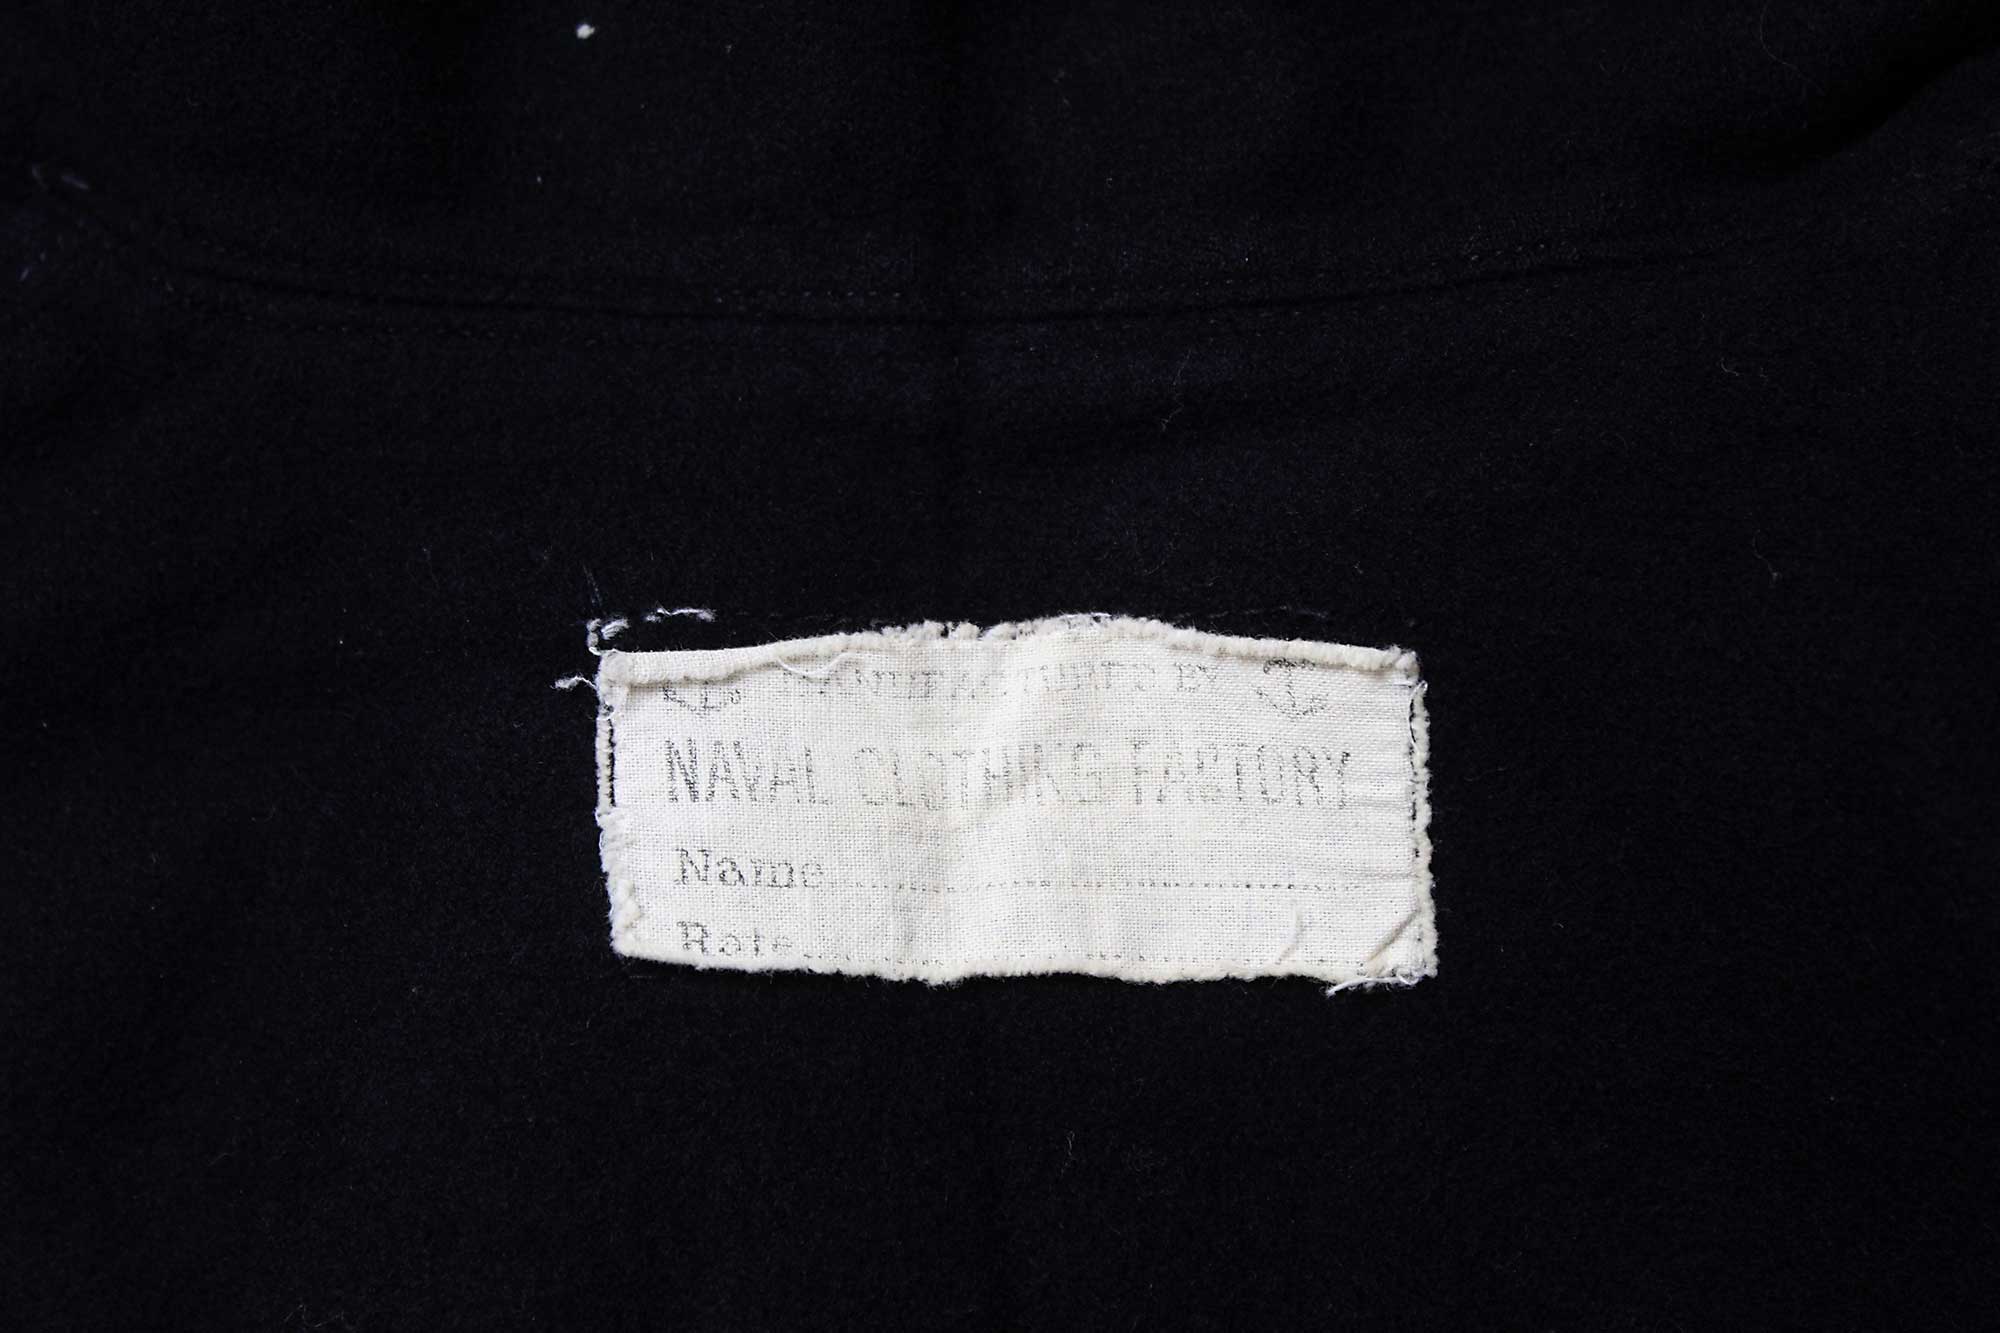 MANUFACTURED BY
NAVAL CLOTHING FACTORY
Name
Rate